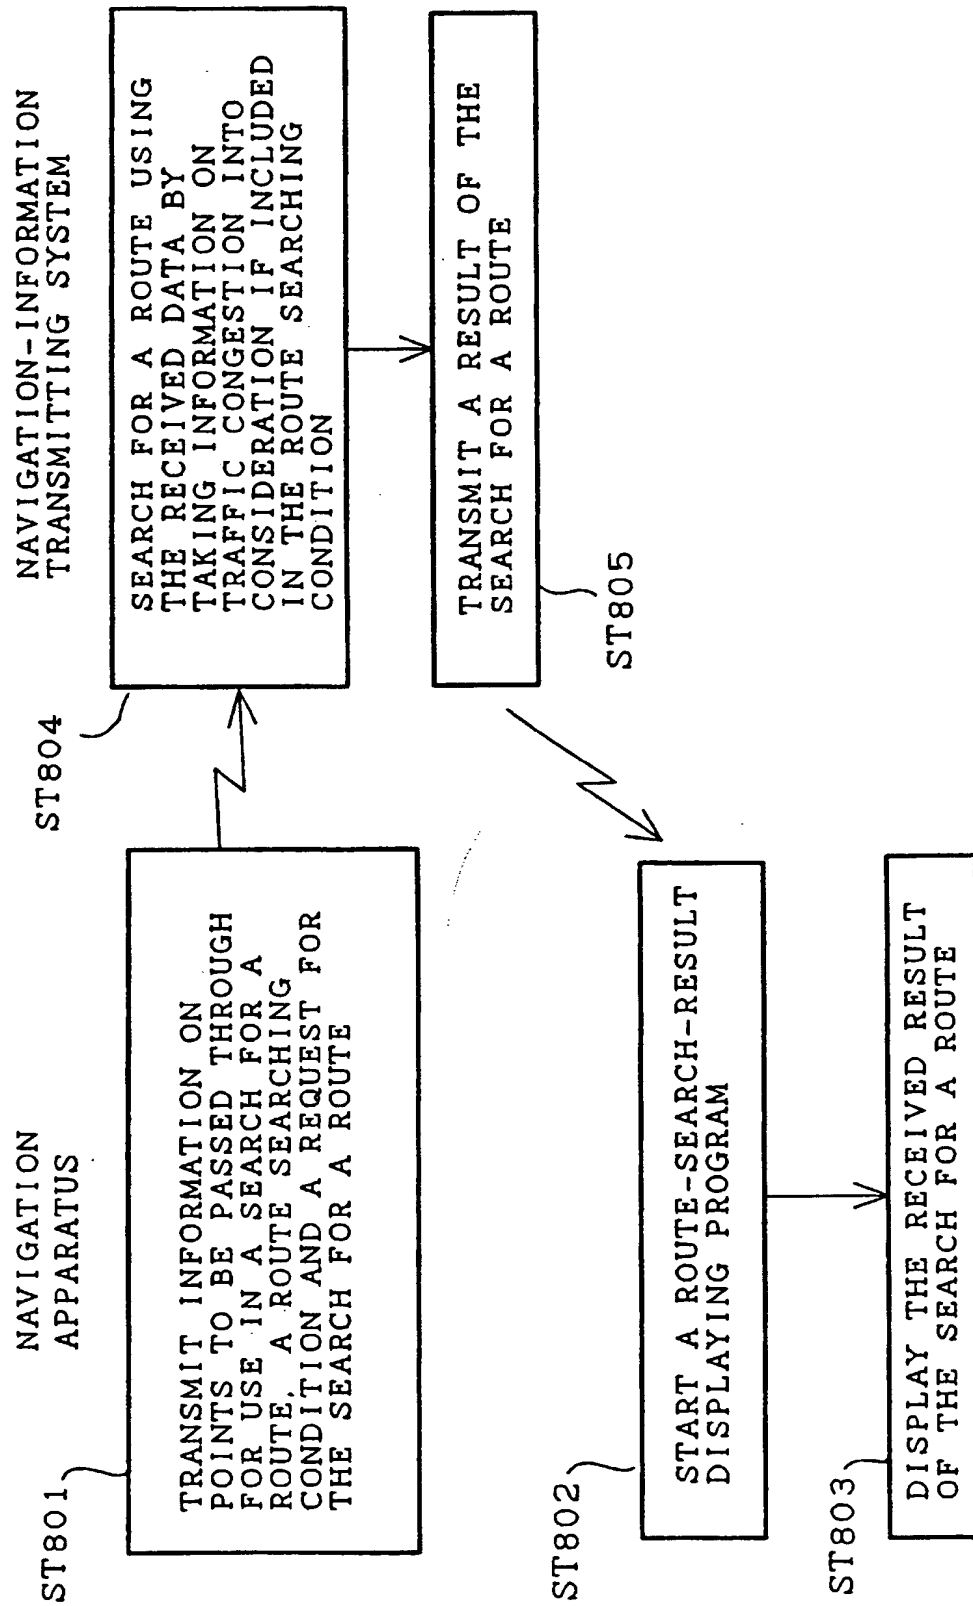 NAVIGATION
APPARATUS
ST801
TRANSMIT INFORMATION ON
POINTS TO BE PASSED THROUGH
FOR USE IN A SEARCH FOR A
ROUTE, A ROUTE SEARCHING
CONDITION AND A REQUEST FOR
THE SEARCH FOR A ROUTE
ST802
START A ROUTE-SEARCH-RESULT
DISPLAYING PROGRAM
ST803
DISPLAY THE RECEIVED RESULT
OF THE SEARCH FOR A ROUTE
NAVIGATION-INFORMATION
TRANSMITTING SYSTEM
ST804
SEARCH FOR A ROUTE USING
THE RECEIVED DATA BY
TAKING INFORMATION ON
TRAFFIC CONGESTION INTO
CONSIDERATION IF INCLUDED
IN THE ROUTE SEARCHING
CONDITION
TRANSMIT A RESULT OF THE
SEARCH FOR A ROUTE
ST805